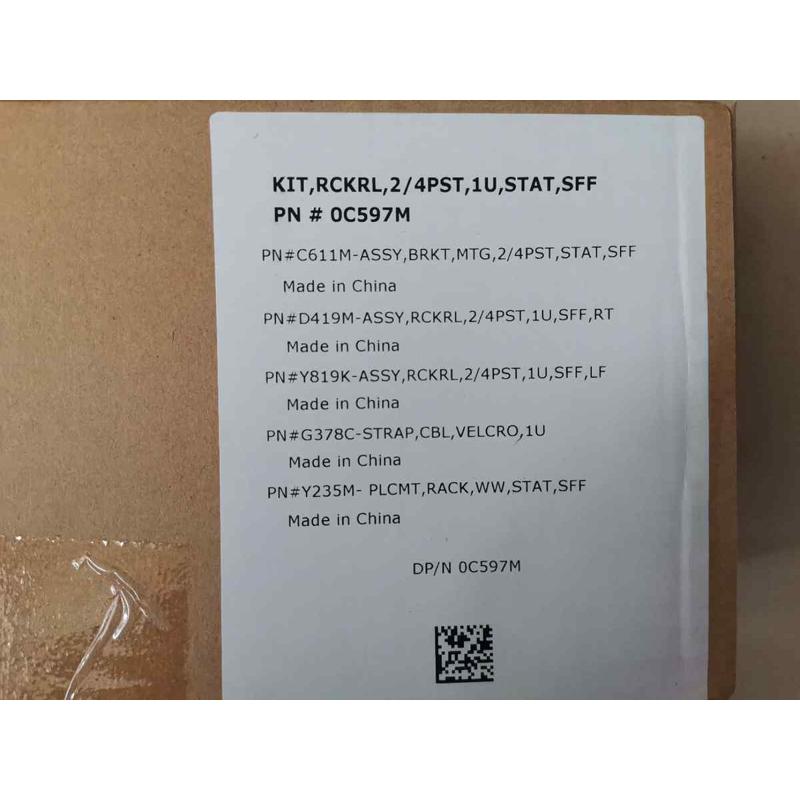 KIT,RCKRL,2/4PST,1U,STAT,SFF
PN # 0C597M
PN#C611M-ASSY,BRKT,MTG,2/4PST,STAT,SFF
Made in China
PN#D419M-ASSY,RCKRL,2/4PST,1U,SFF,RT
Made in China
PN#Y819K-ASSY,RCKRL,2/4PST,1U,SFF,LF
Made in China
PN#G378C-STRAP,CBL,VELCRO,1U
Made in China
PN#Y235M- PLCMT,RACK,WW,STAT,SFF
Made in China
DP/N 0C597M